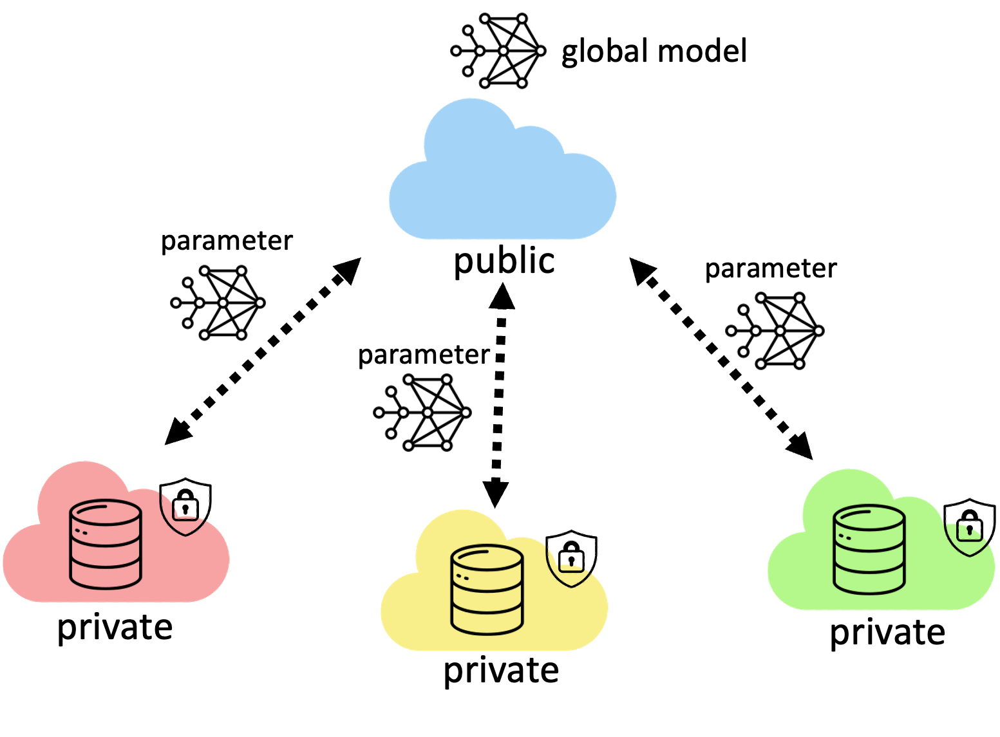 global model
public
parameter
parameter
parameter
private
private
private